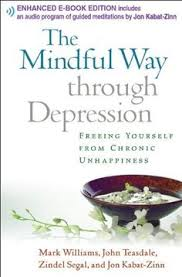 ENHANCED E-BOOK EDITION includes
an audio program of guided meditations by Jon Kabat-Zinn
The
Mindful Way
through
Depression
FREEING YOURSELF
FROM CHRONIC
UNHAPPINESS
Mark Williams, John Teasdale,
Zindel Segal, and Jon Kabat-Zinn